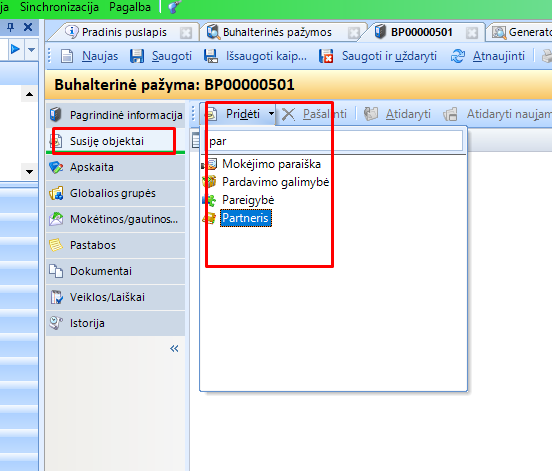 ja Sinchronizacija Pagalba
Pradinis puslapis Buhalterinės pažymos BP00000501 Generato
Naujas Saugoti Išsaugoti kaip... Saugoti ir uždaryti Atnaujinti
Buhalterinė pažyma: BP00000501
Pagrindinė informacija
Susiję objektai
Apskaita
Globalios grupės
Mokėtinos/gautinos...
Pastabos
Dokumentai
Veiklos/Laiškai
Istorija
Pridėti Pašalinti Atidaryti Atidaryti naujam
par
Mokėjimo paraiška
Pardavimo galimybė
Pareigybė
Partneris